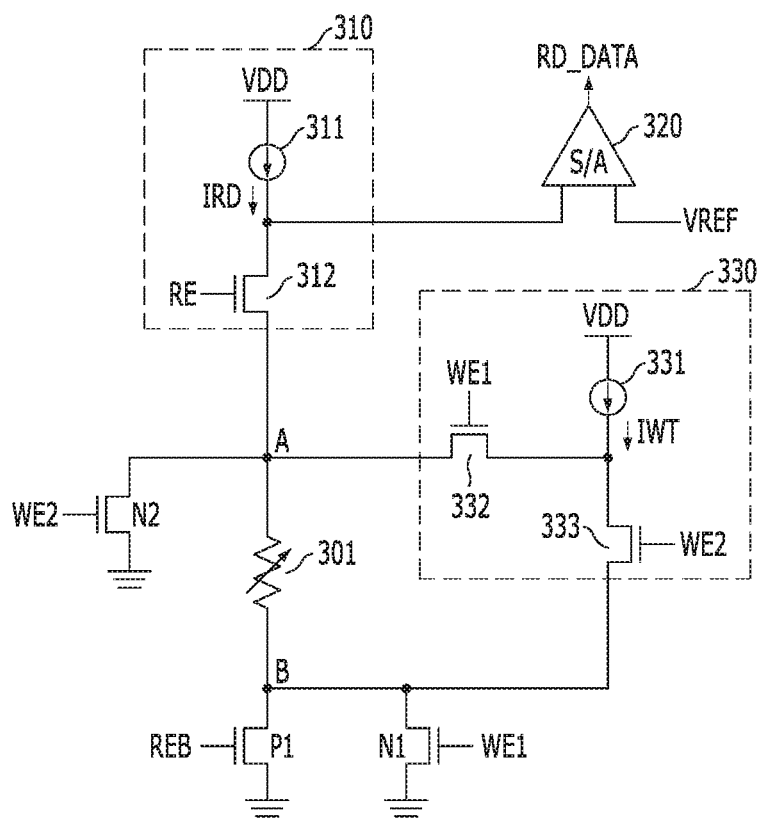 310
VDD
311
IRD
RE
312
RD_DATA
320
S/A
VREF
330
VDD
331
WE1
IWT
A
332
333
WE2
WE2
N2
301
B
REB
P1
N1
WE1